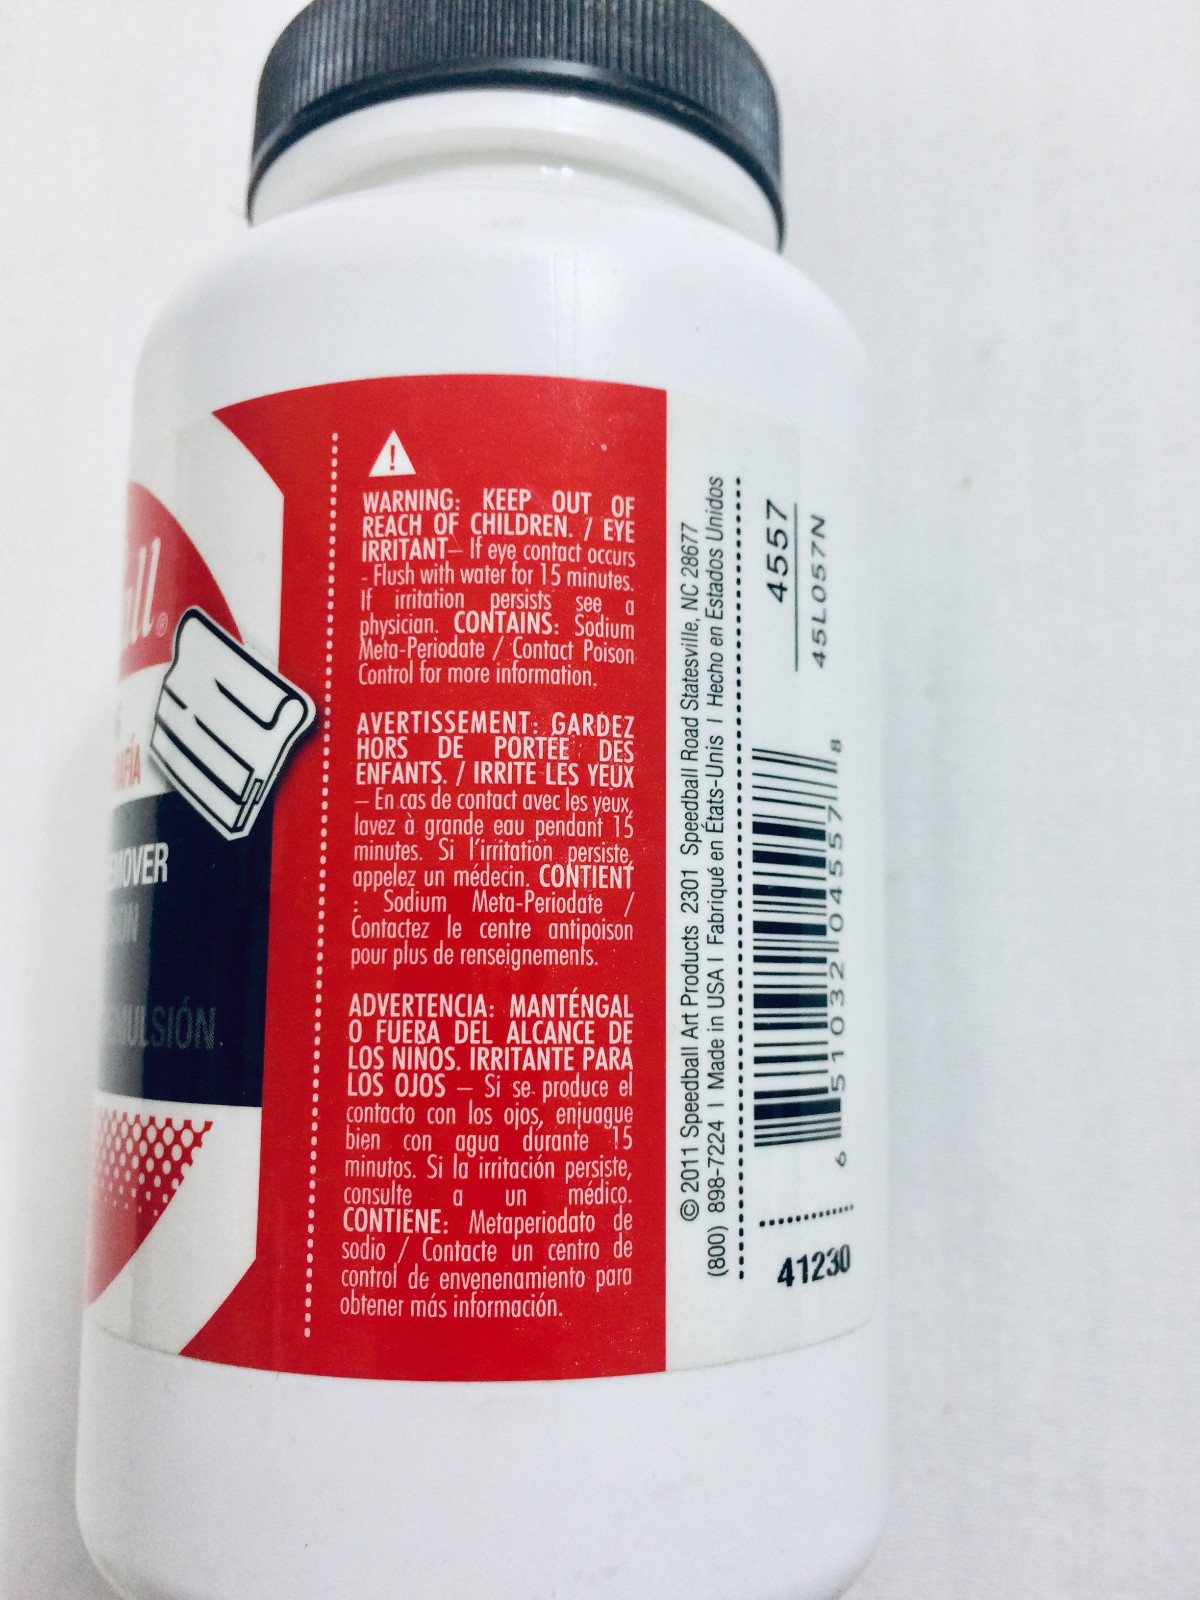 ll®
AFÍA
EMOVER
SION
EMULSIÓN
!
WARNING: KEEP OUT OF
REACH OF CHILDREN. / EYE
IRRITANT– If eye contact occurs
- Flush with water for 15 minutes.
If irritation persists see a
physician. CONTAINS: Sodium
Meta-Periodate / Contact Poison
Control for more information.
AVERTISSEMENT: GARDEZ
HORS DE PORTÉE DES
ENFANTS. / IRRITE LES YEUX
– En cas de contact avec les yeux,
lavez à grande eau pendant 15
minutes. Si l'irritation persiste,
appelez un médecin. CONTIENT
: Sodium Meta-Periodate /
Contactez le centre antipoison
pour plus de renseignements.
ADVERTENCIA: MANTÉNGAL
O FUERA DEL ALCANCE DE
LOS NIÑOS. IRRITANTE PARA
LOS OJOS – Si se produce el
contacto con los ojos, enjuague
bien con agua durante 15
minutos. Si la irritación persiste,
consulte a un médico.
CONTIENE: Metaperiodato de
sodio / Contacte un centro de
control de envenenamiento para
obtener más información.
© 2011 Speedball Art Products 2301 Speedball Road Statesville, NC 28677
(800) 898-7224 I Made in USA I Fabriqué en États-Unis I Hecho en Estados Unidos
4557
45L057N
6 51032 04557 8
41230